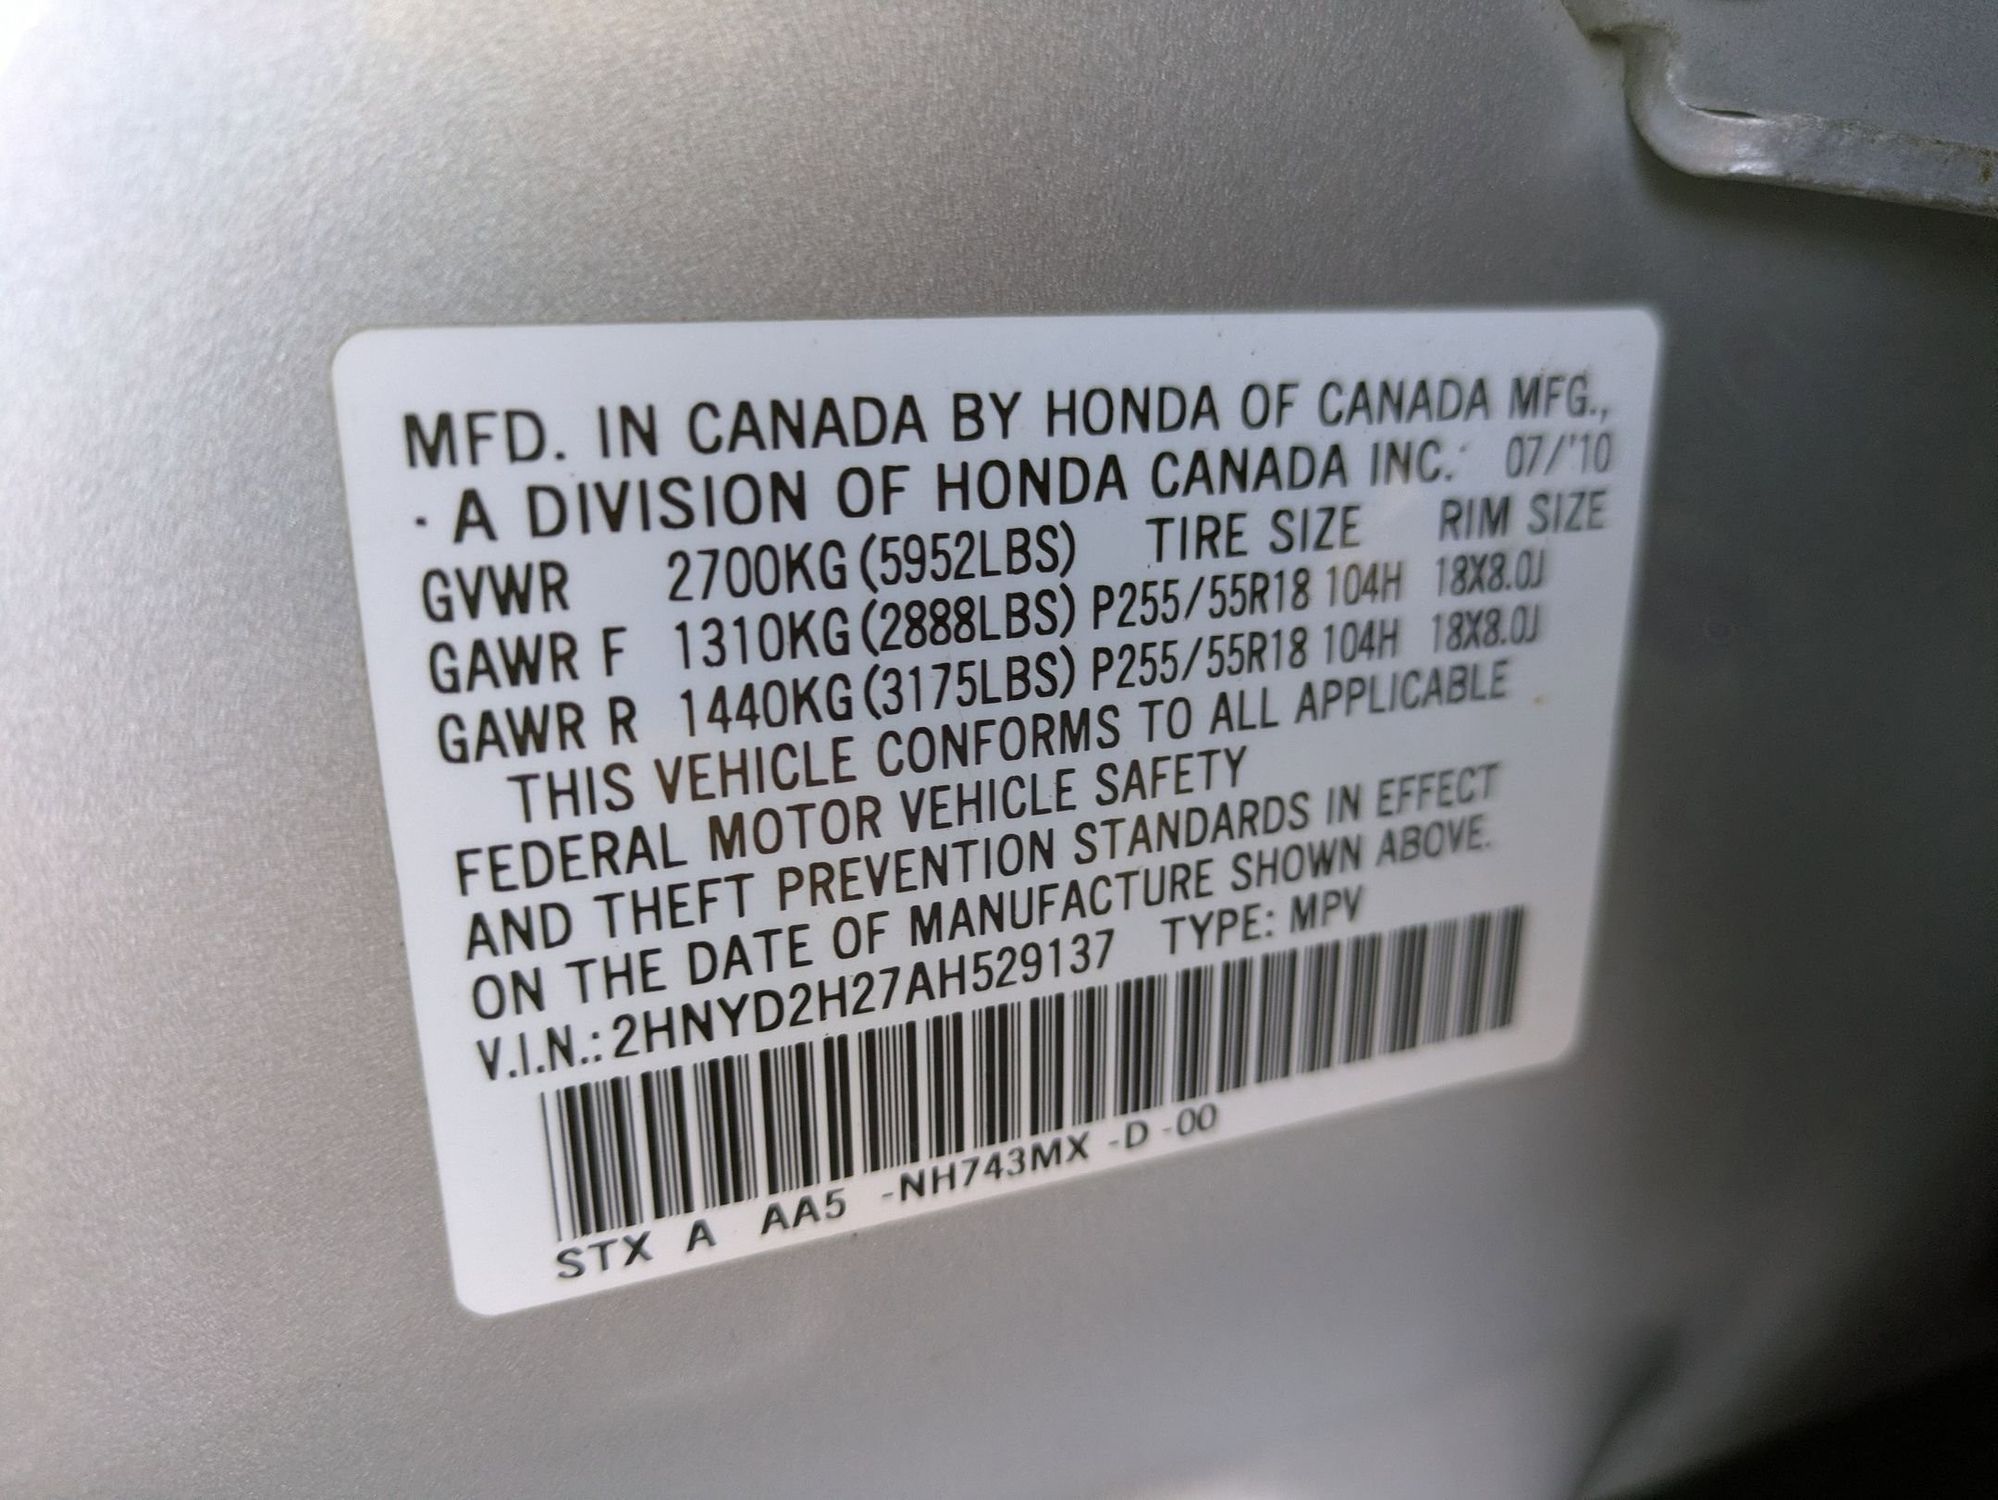 MFD. IN CANADA BY HONDA OF CANADA MFG.,
· A DIVISION OF HONDA CANADA INC. 07/'10
GVWR 2700KG (5952LBS) TIRE SIZE RIM SIZE
GAWR F 1310KG (2888LBS) P255/55R18 104H 18X8.0J
GAWR R 1440KG (3175LBS) P255/55R18 104H 18X8.0J
THIS VEHICLE CONFORMS TO ALL APPLICABLE
FEDERAL MOTOR VEHICLE SAFETY
AND THEFT PREVENTION STANDARDS IN EFFECT
ON THE DATE OF MANUFACTURE SHOWN ABOVE.
V.I.N.: 2HNYD2H27AH529137 TYPE: MPV
STX A AA5 -NH743MX -D -00